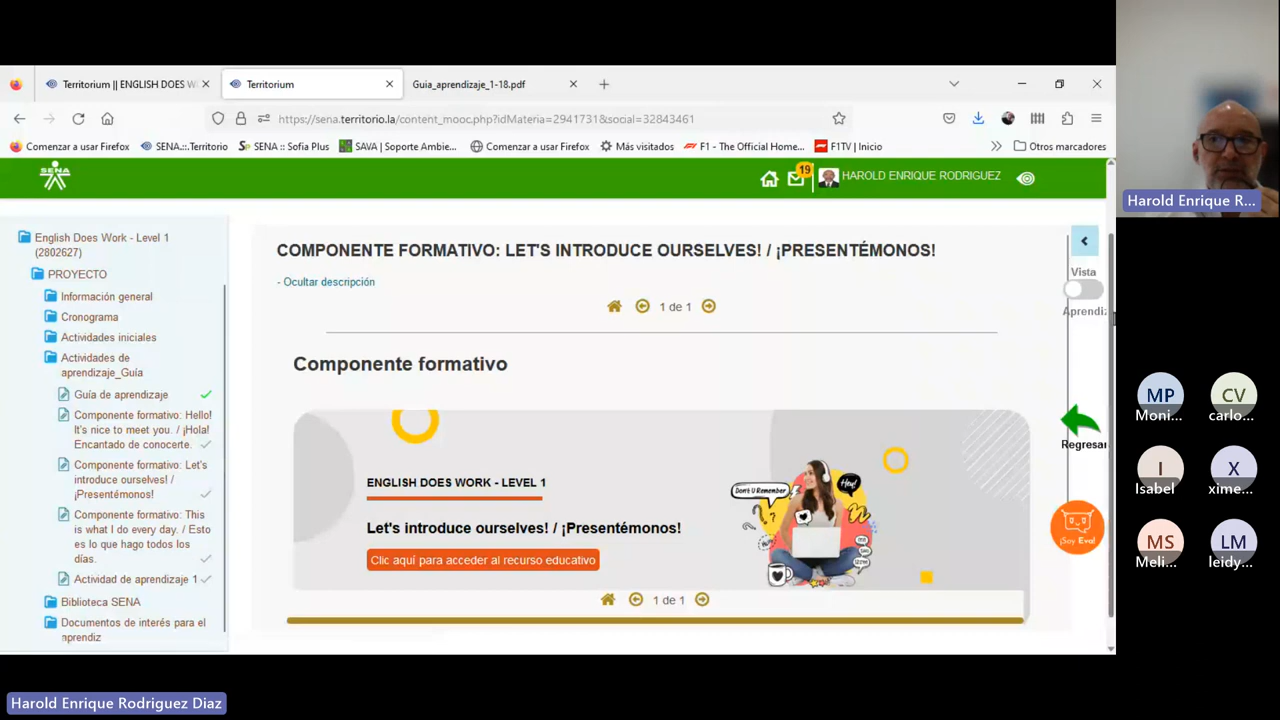 Territorium || ENGLISH DOES W
Territorium
Guia_aprendizaje_1-18.pdf
https://sena.territorio.la/content_mooc.php?idMateria=2941731&social=32843461
Comenzar a usar Firefox
SENA.::.Territorio
SENA :: Sofia Plus
SAVA | Soporte Ambie...
Comenzar a usar Firefox
Más visitados
F1 - The Official Home...
F1TV | Inicio
Otros marcadores
SENA
19
HAROLD ENRIQUE RODRIGUEZ
English Does Work - Level 1
(2802627)
PROYECTO
Información general
Cronograma
Actividades iniciales
Actividades de
aprendizaje_Guía
Guía de aprendizaje
Componente formativo: Hello!
It's nice to meet you. / ¡Hola!
Encantado de conocerte.
Componente formativo: Let's
introduce ourselves! /
¡Presentémonos!
Componente formativo: This
is what I do every day. / Esto
es lo que hago todos los
días.
Actividad de aprendizaje 1
Biblioteca SENA
Documentos de interés para el
aprendiz
COMPONENTE FORMATIVO: LET'S INTRODUCE OURSELVES! / ¡PRESENTÉMONOS!
- Ocultar descripción
1 de 1
Componente formativo
ENGLISH DOES WORK - LEVEL 1
Let's introduce ourselves! / ¡Presentémonos!
Clic aquí para acceder al recurso educativo
Don't U Remember
Hey!
1 de 1
Vista
Aprendiz
Regresar
¡Soy Eva!
Harold Enrique R...
MP
Moni...
CV
carlo...
I
Isabel
X
xime...
MS
Meli...
LM
leidy...
Harold Enrique Rodriguez Diaz